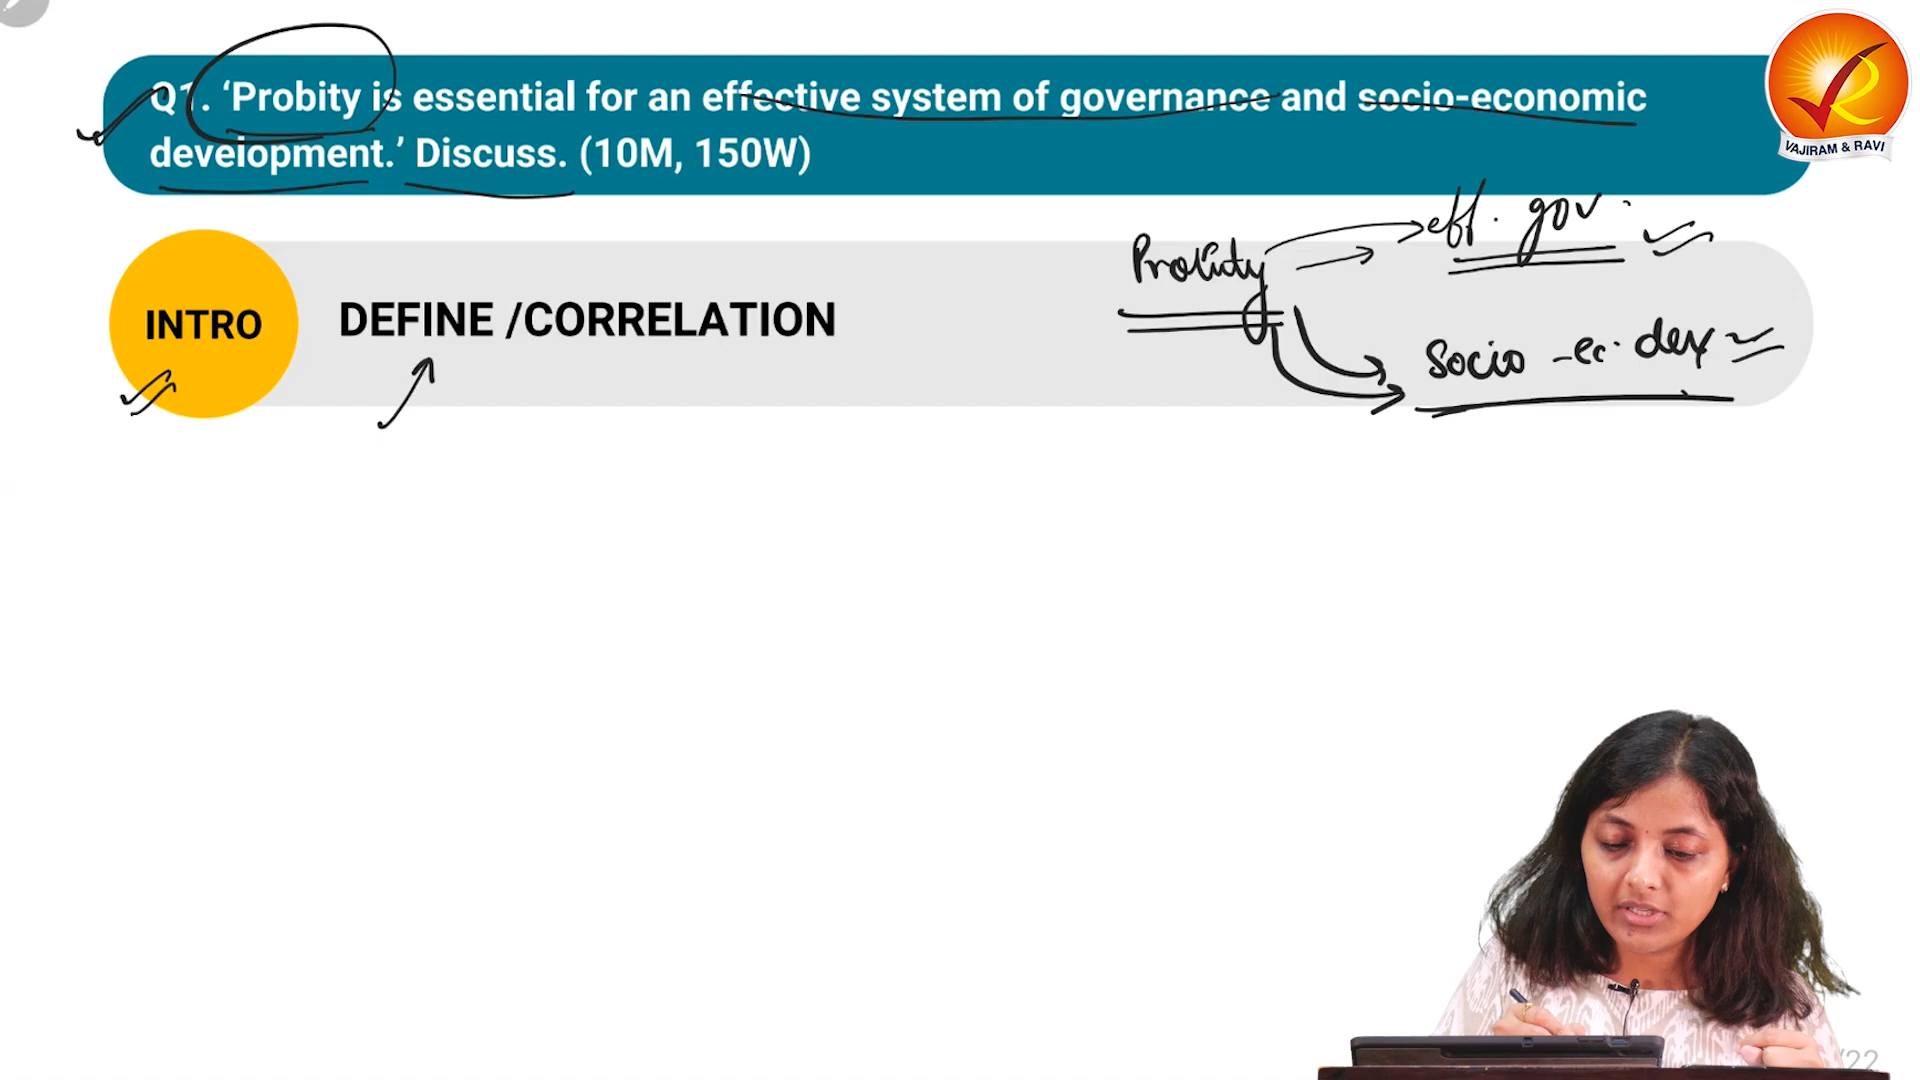 Q1. ‘Probity is essential for an effective system of governance and socio-economic
development.’ Discuss. (10M, 150W)
VAJIRAM & RAVI
eff. gov.
Probity
INTRO
DEFINE /CORRELATION
Socio-ec. dev
/22